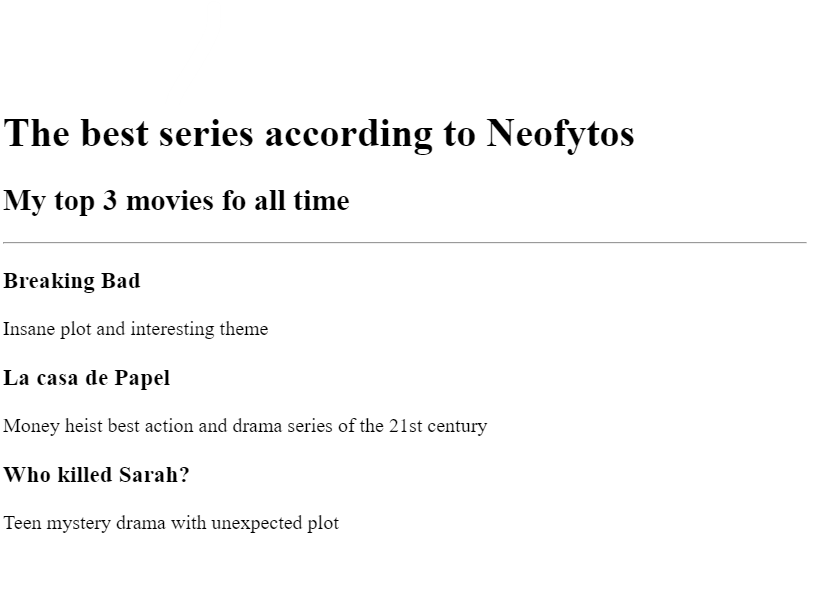 The best series according to Neofytos
My top 3 movies fo all time
Breaking Bad
Insane plot and interesting theme
La casa de Papel
Money heist best action and drama series of the 21st century
Who killed Sarah?
Teen mystery drama with unexpected plot